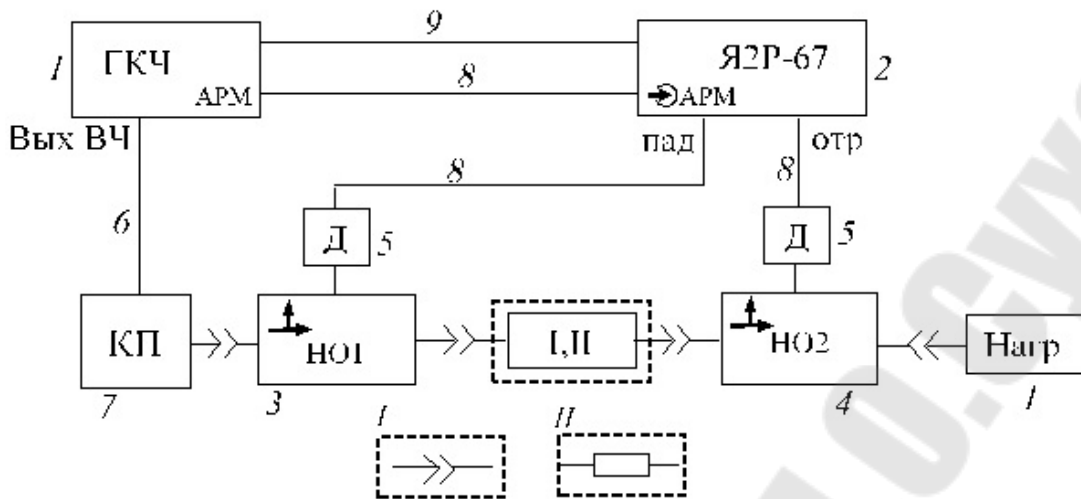 9
1 ГКЧ Я2Р-67 2
8
АРМ АРМ
Вых ВЧ пад отр
8 8
6 Д 5 Д 5
КП НО1 I,II НО2 Нагр
7 3 4 1
I II